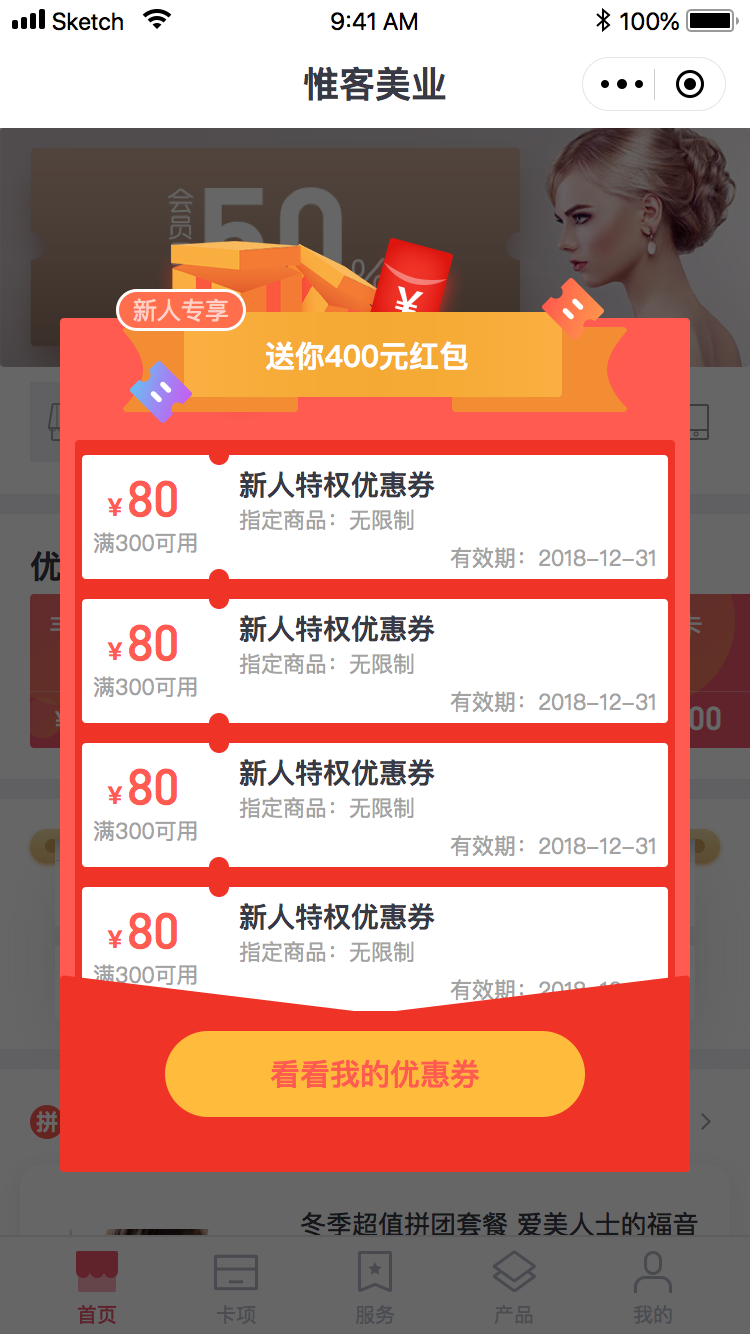 Sketch 9:41 AM 100%
惟客美业
会员 50 %
新人专享
送你400元红包
¥80
满300可用
新人特权优惠券
指定商品：无限制
有效期：2018-12-31
¥80
满300可用
新人特权优惠券
指定商品：无限制
有效期：2018-12-31
¥80
满300可用
新人特权优惠券
指定商品：无限制
有效期：2018-12-31
¥80
满300可用
新人特权优惠券
指定商品：无限制
有效期：2018-12-31
看看我的优惠券
优
卡
00
拼
冬季超值拼团套餐 爱美人士的福音
首页 卡项 服务 产品 我的